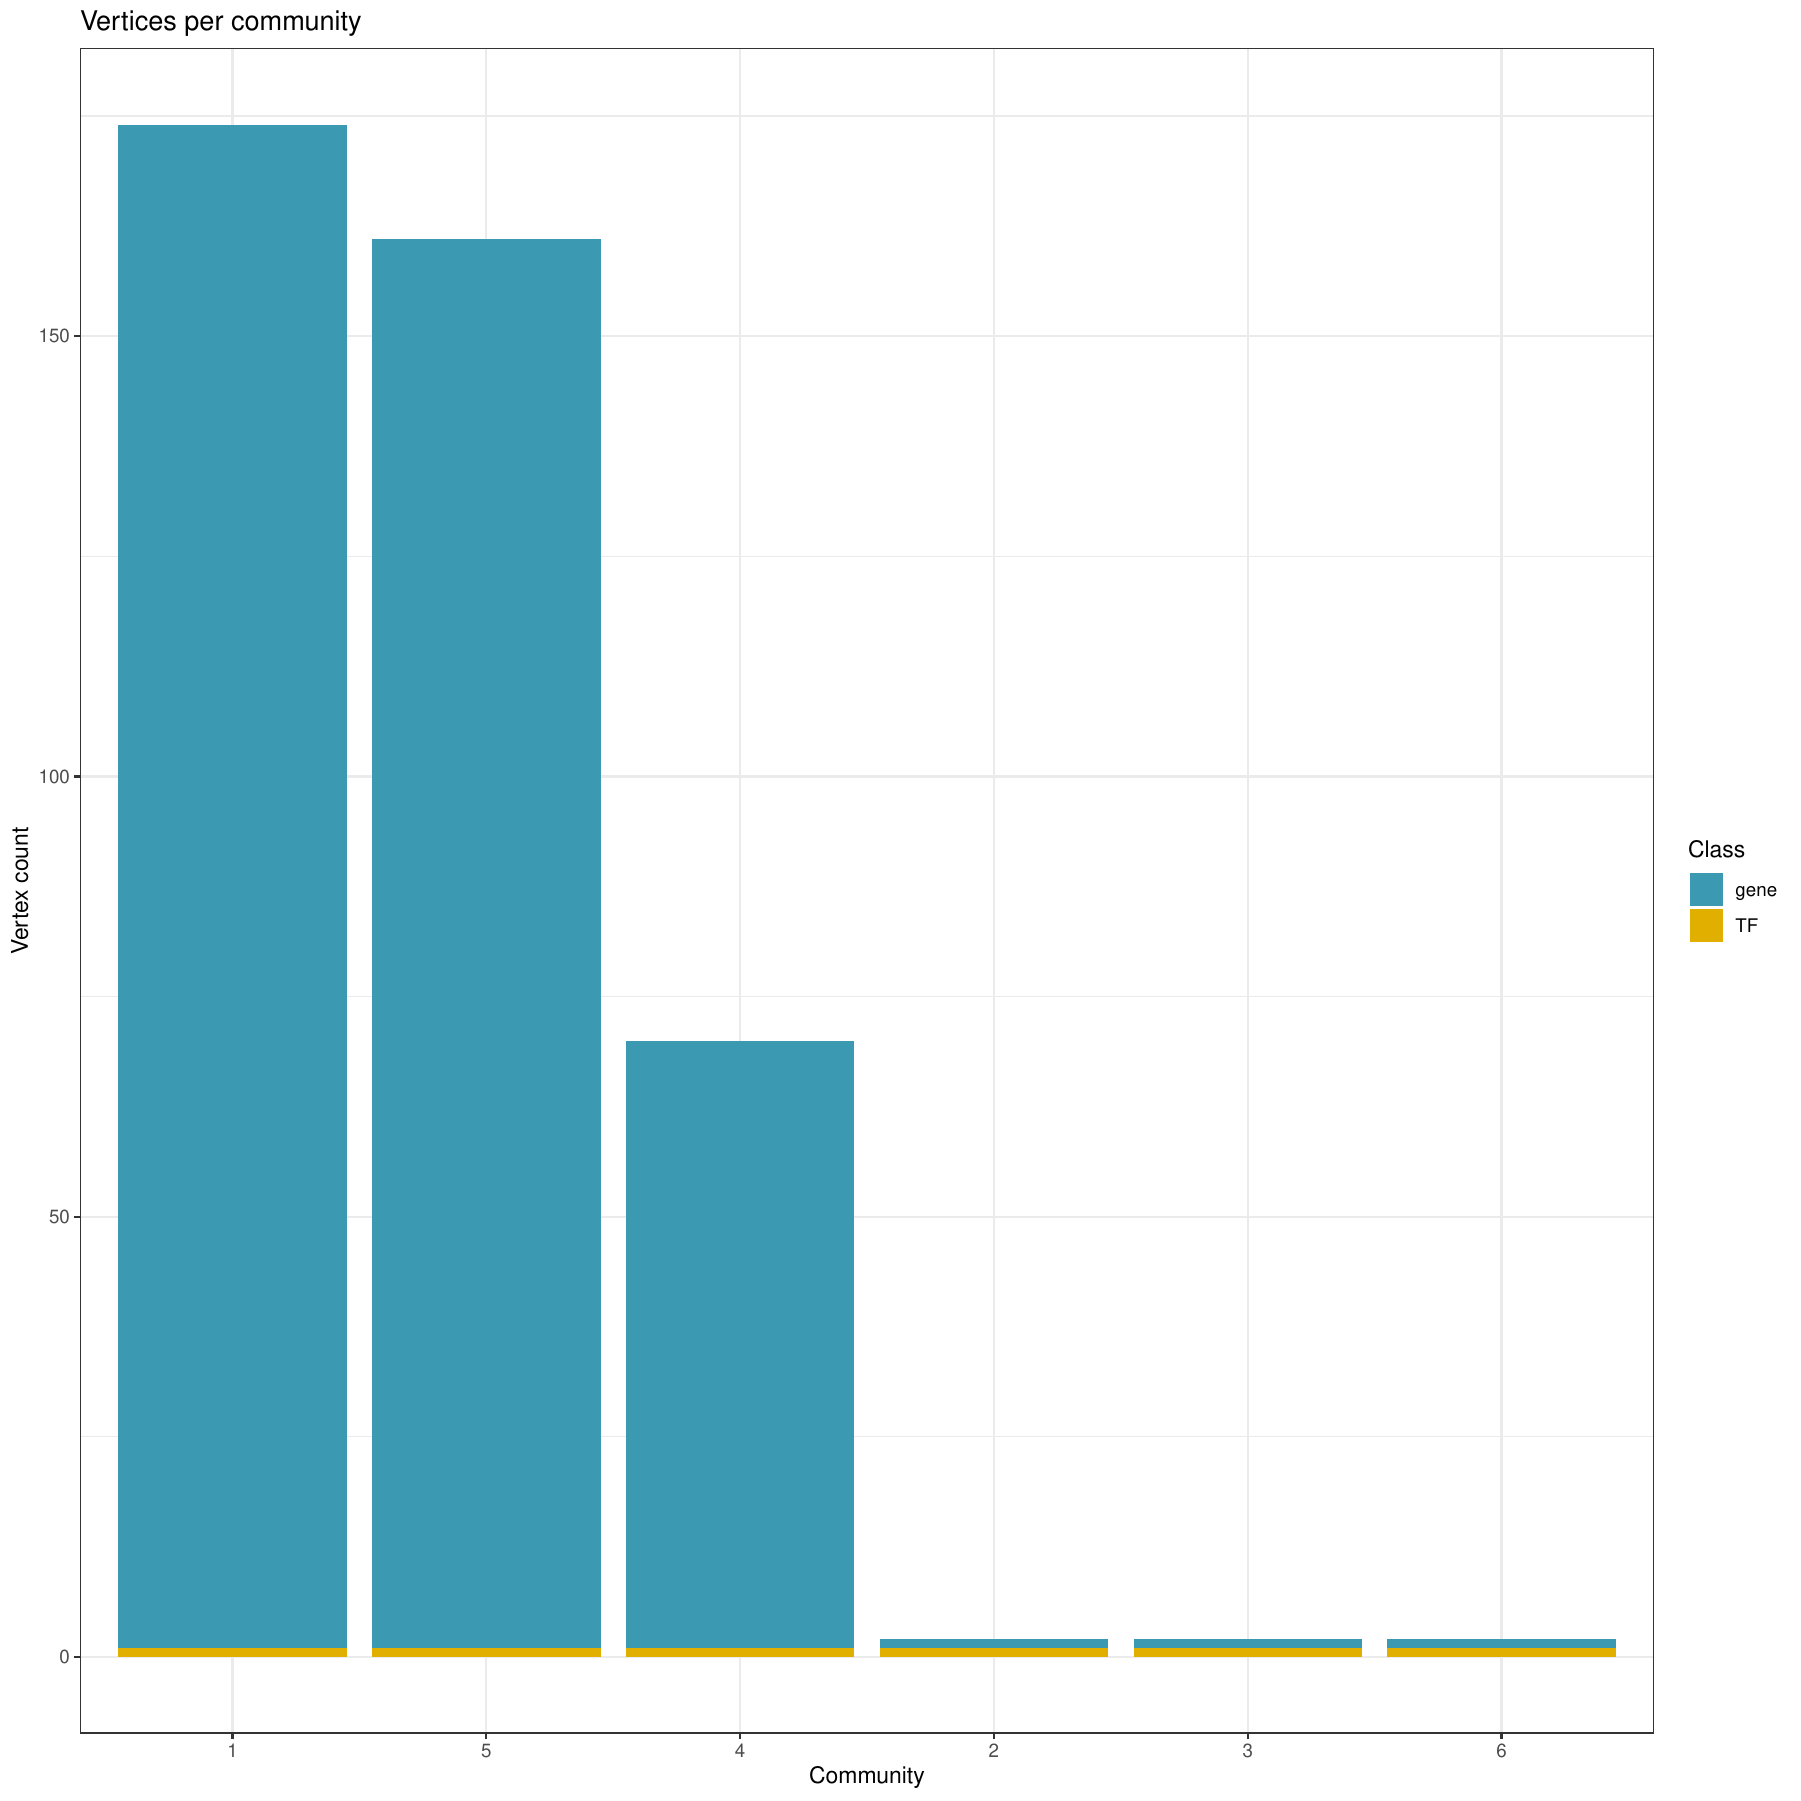 Vertices per community
150
100
50
0
Vertex count
1 5 4 2 3 6
Community
Class
gene
TF